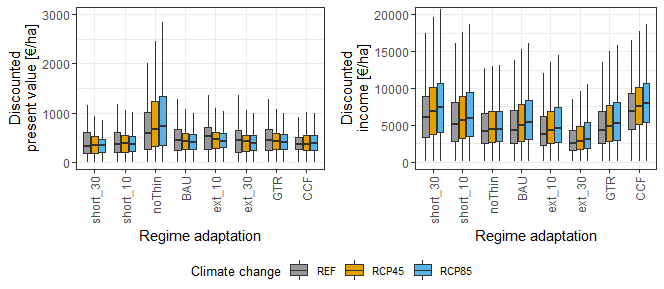 Discounted
present value [€/ha]
3000
2000
1000
0
short_30
short_10
noThin
BAU
ext_10
ext_30
GTR
CCF
Regime adaptation
Discounted
income [€/ha]
20000
15000
10000
5000
0
short_30
short_10
noThin
BAU
ext_10
ext_30
GTR
CCF
Regime adaptation
Climate change REF RCP45 RCP85